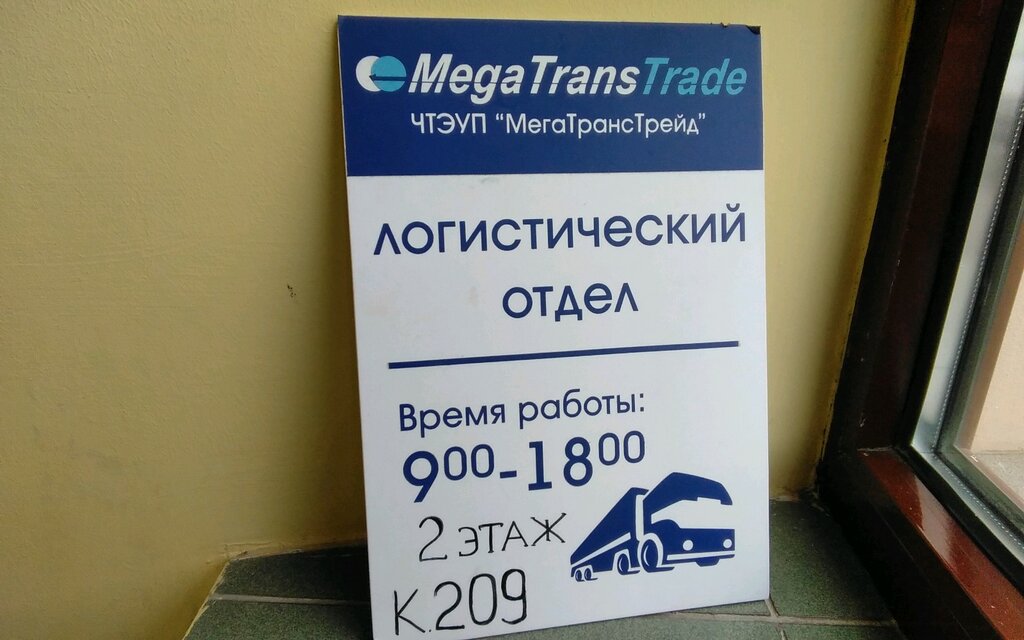 MegaTransTrade
ЧТЭУП "МегаТрансТрейд"
логистический
отдел
Время работы:
9⁰⁰-18⁰⁰
2 ЭТАЖ
К.209